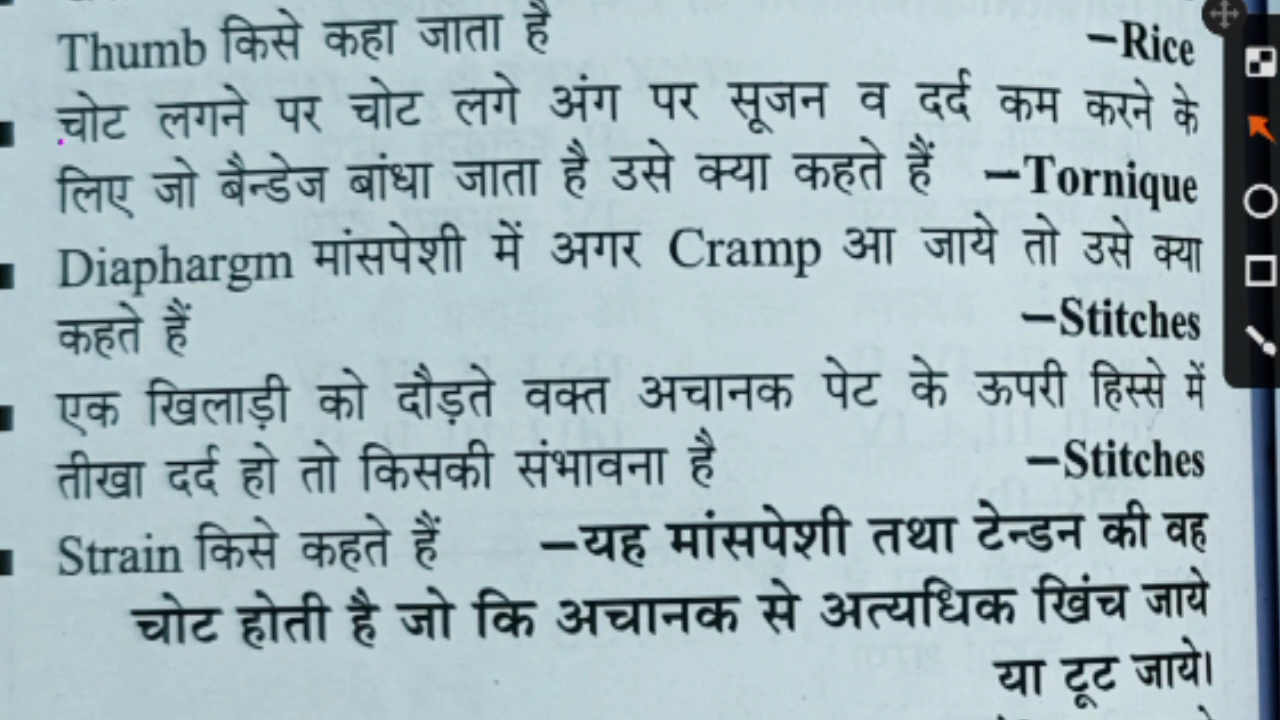 Thumb किसे कहा जाता है –Rice
चोट लगने पर चोट लगे अंग पर सूजन व दर्द कम करने के
लिए जो बैन्डेज बांधा जाता है उसे क्या कहते हैं –Tornique
Diaphargm मांसपेशी में अगर Cramp आ जाये तो उसे क्या
कहते हैं –Stitches
एक खिलाड़ी को दौड़ते वक्त अचानक पेट के ऊपरी हिस्से में
तीखा दर्द हो तो किसकी संभावना है –Stitches
Strain किसे कहते हैं –यह मांसपेशी तथा टेन्डन की वह
चोट होती है जो कि अचानक से अत्यधिक खिंच जाये
या टूट जाये।